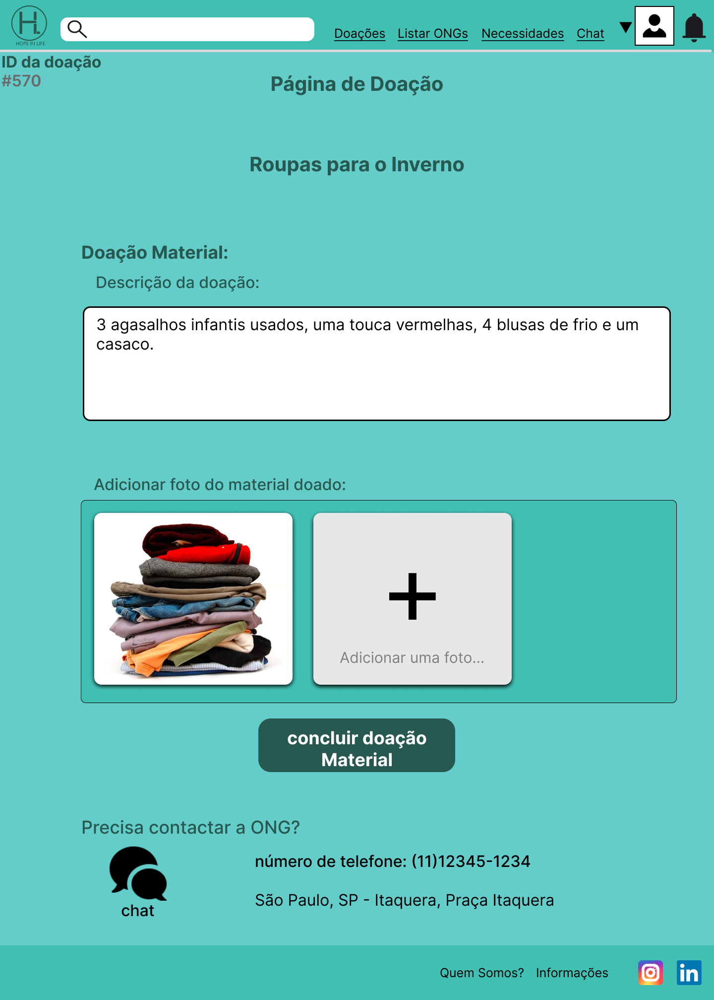 HOPE IN LIFE
Doações Listar ONGs Necessidades Chat
ID da doação
#570
Página de Doação
Roupas para o Inverno
Doação Material:
Descrição da doação:
3 agasalhos infantis usados, uma touca vermelhas, 4 blusas de frio e um
casaco.
Adicionar foto do material doado:
Adicionar uma foto...
concluir doação
Material
Precisa contactar a ONG?
número de telefone: (11)12345-1234
São Paulo, SP - Itaquera, Praça Itaquera
chat
Quem Somos? Informações